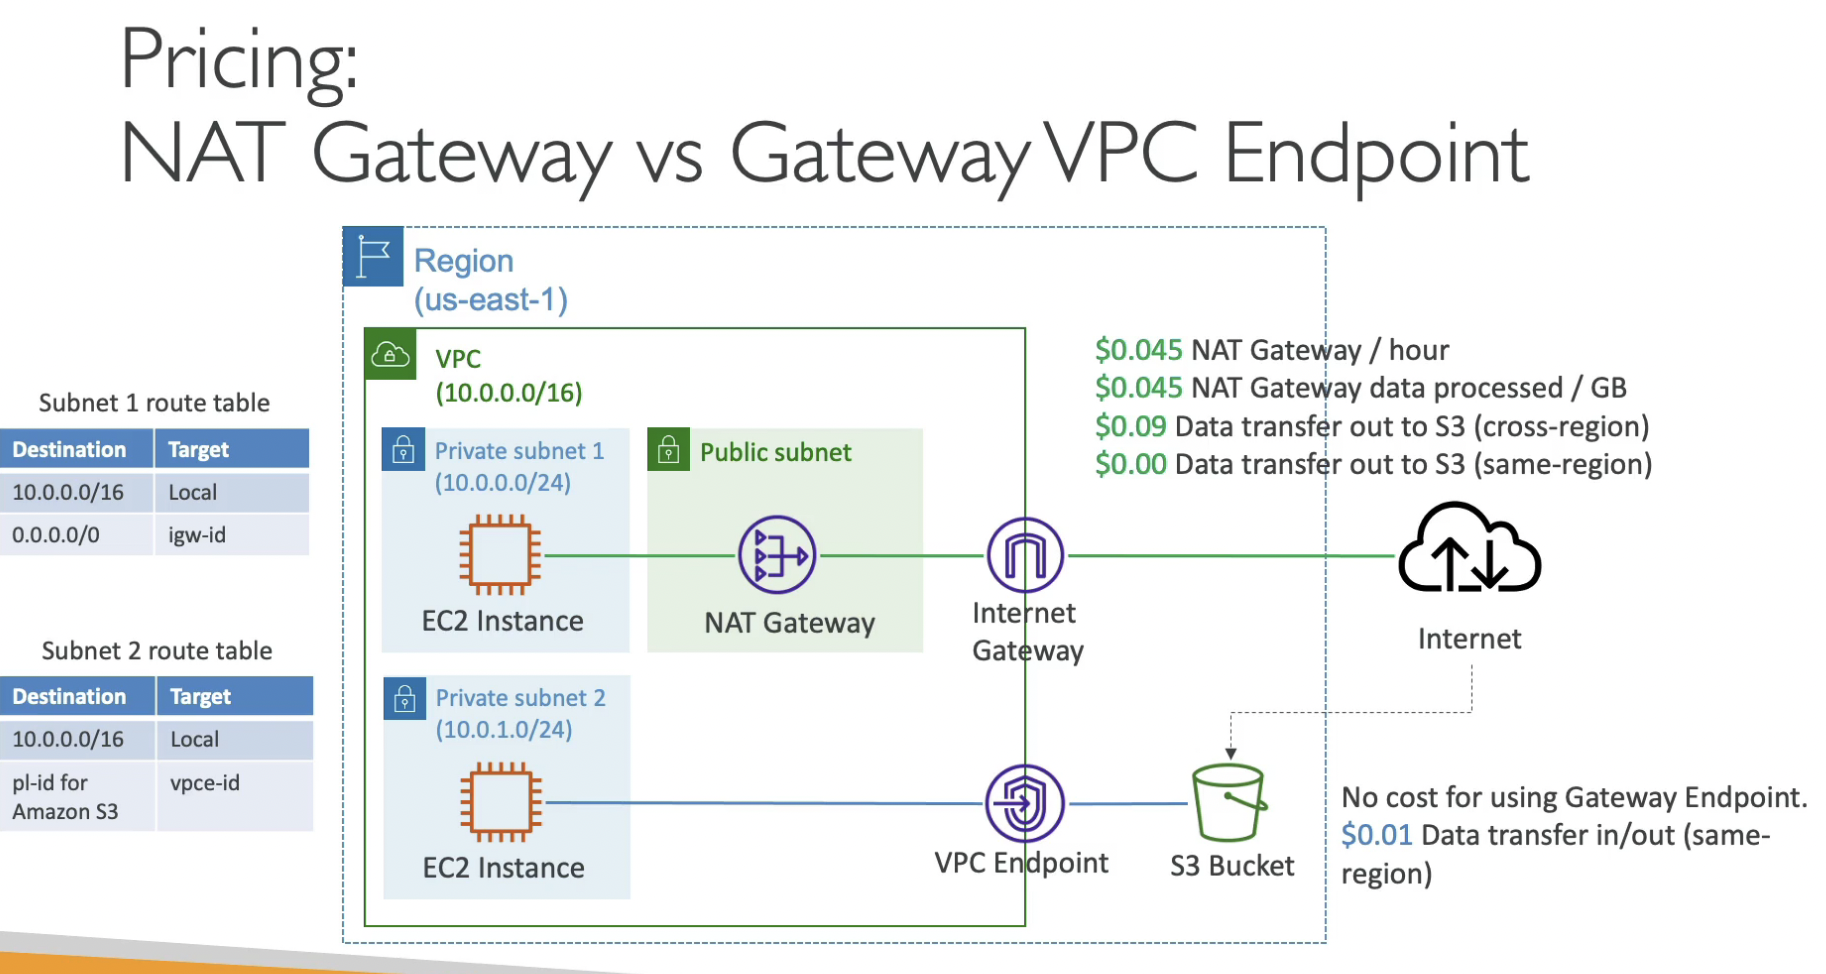 Pricing:
NAT Gateway vs Gateway VPC Endpoint
Region
(us-east-1)
VPC
(10.0.0.0/16)
$0.045 NAT Gateway / hour
$0.045 NAT Gateway data processed / GB
$0.09 Data transfer out to S3 (cross-region)
$0.00 Data transfer out to S3 (same-region)
Subnet 1 route table
Destination Target
10.0.0.0/16 Local
0.0.0.0/0 igw-id
Private subnet 1
(10.0.0.0/24)
EC2 Instance
Public subnet
NAT Gateway
Internet
Gateway
Internet
Subnet 2 route table
Destination Target
10.0.0.0/16 Local
pl-id for
Amazon S3
vpce-id
Private subnet 2
(10.0.1.0/24)
EC2 Instance
VPC Endpoint
S3 Bucket
No cost for using Gateway Endpoint.
$0.01 Data transfer in/out (same-
region)